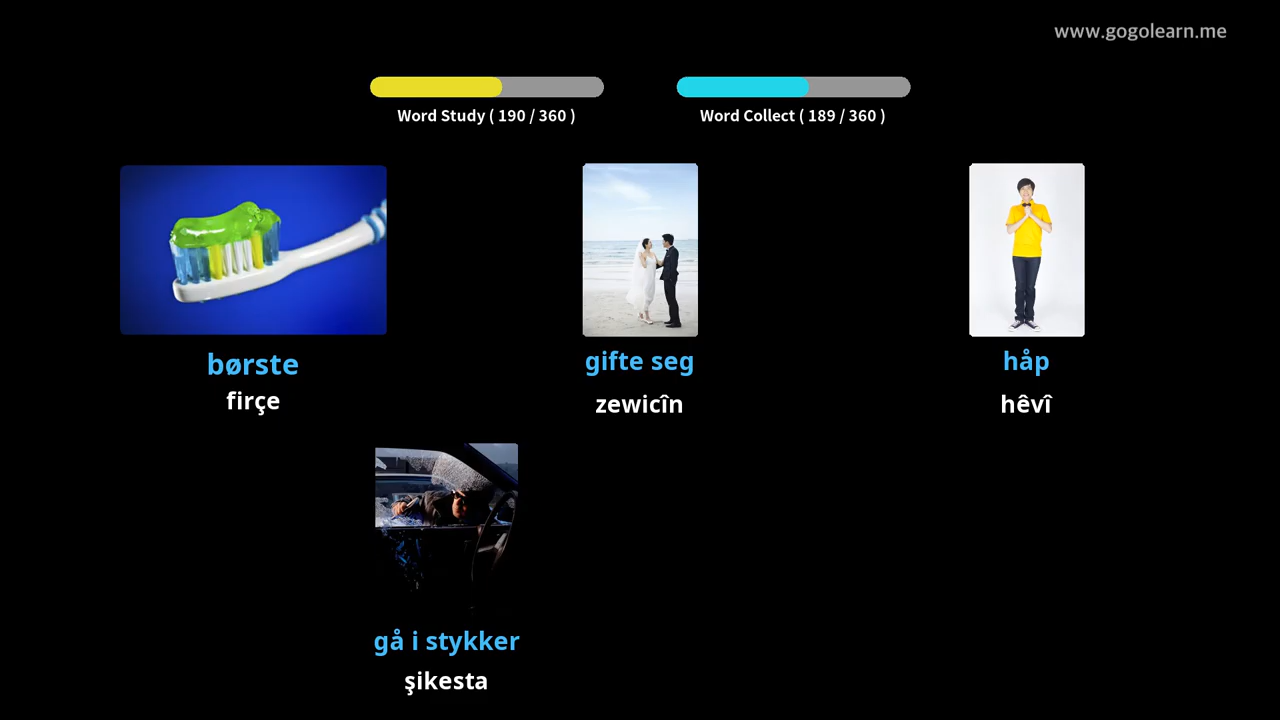 www.gogolearn.me
Word Study ( 190 / 360 )
Word Collect ( 189 / 360 )
børste
firçe
gifte seg
zewicîn
håp
hêvî
gå i stykker
şikesta